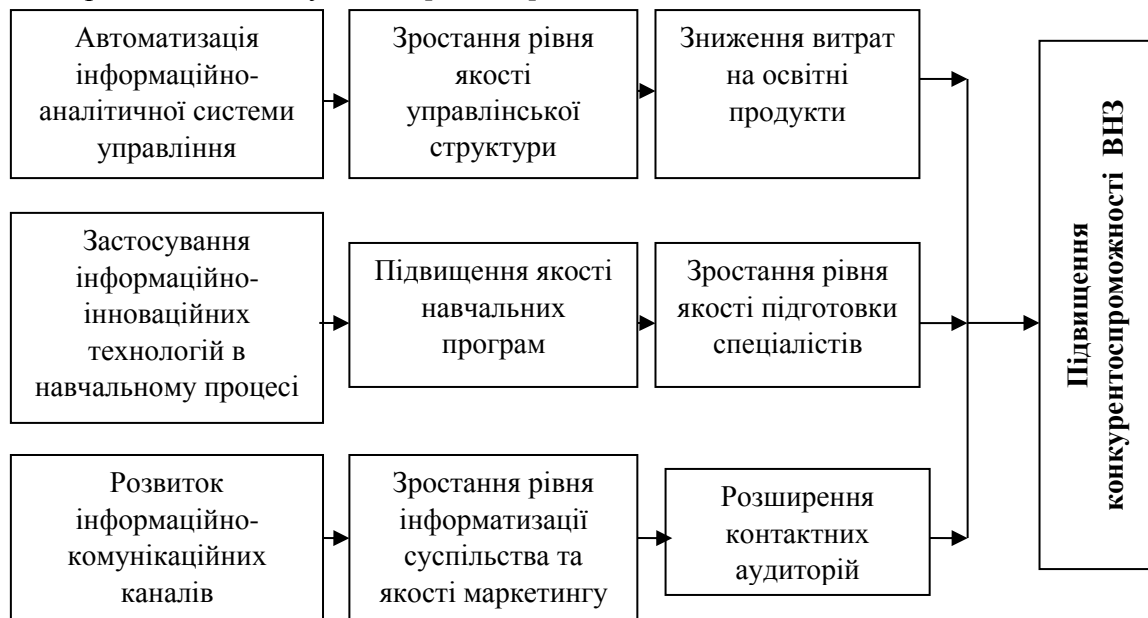 Автоматизація
інформаційно-
аналітичної системи
управління
Зростання рівня
якості
управлінської
структури
Зниження витрат
на освітні
продукти
Застосування
інформаційно-
інноваційних
технологій в
навчальному процесі
Підвищення якості
навчальних
програм
Зростання рівня
якості підготовки
спеціалістів
Розвиток
інформаційно-
комунікаційних
каналів
Зростання рівня
інформатизації
суспільства та
якості маркетингу
Розширення
контактних
аудиторій
Підвищення
конкурентоспроможності ВНЗ